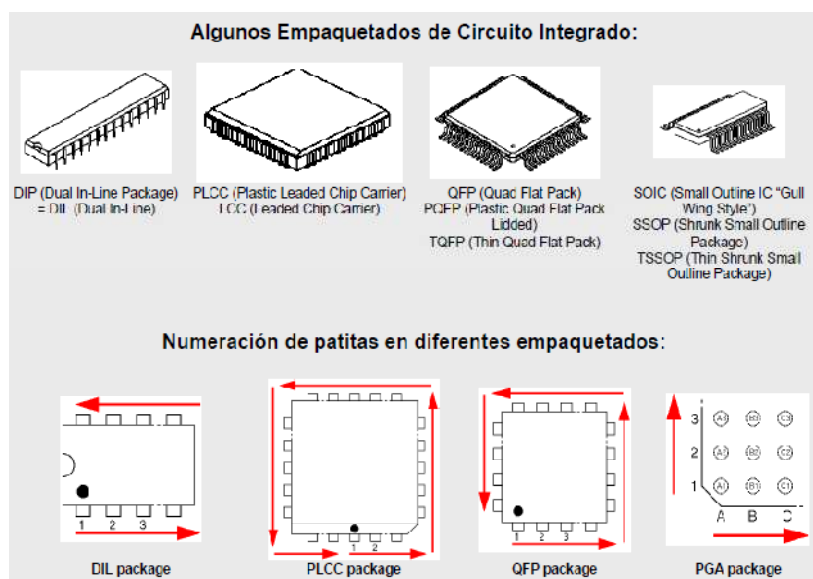 Algunos Empaquetados de Circuito Integrado:
DIP (Dual In-Line Package)
= DIL (Dual In-Line)
PLCC (Plastic Leaded Chip Carrier)
LCC (Leaded Chip Carrier)
QFP (Quad Flat Pack)
PQFP (Plastic Quad Flat Pack
Lidded)
TQFP (Thin Quad Flat Pack)
SOIC (Small Outline IC "Gull
Wing Style")
SSOP (Shrunk Small Outline
Package)
TSSOP (Thin Shrunk Small
Outline Package)
Numeración de patitas en diferentes empaquetados:
1 2 3
DIL package
1 2
PLCC package
1 2 3
QFP package
3 A3 B3 C3
2 A2 B2 C2
1 A1 B1 C1
A B C
PGA package